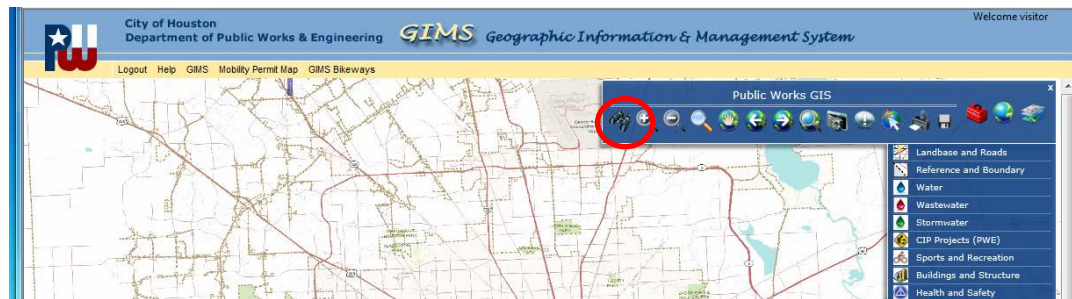 Welcome visitor
City of Houston
Department of Public Works & Engineering
GIMS Geographic Information & Management System
PW
Logout Help GIMS Mobility Permit Map GIMS Bikeways
Public Works GIS
x
Landbase and Roads
Reference and Boundary
Water
Wastewater
Stormwater
CIP Projects (PWE)
Sports and Recreation
Buildings and Structure
Health and Safety